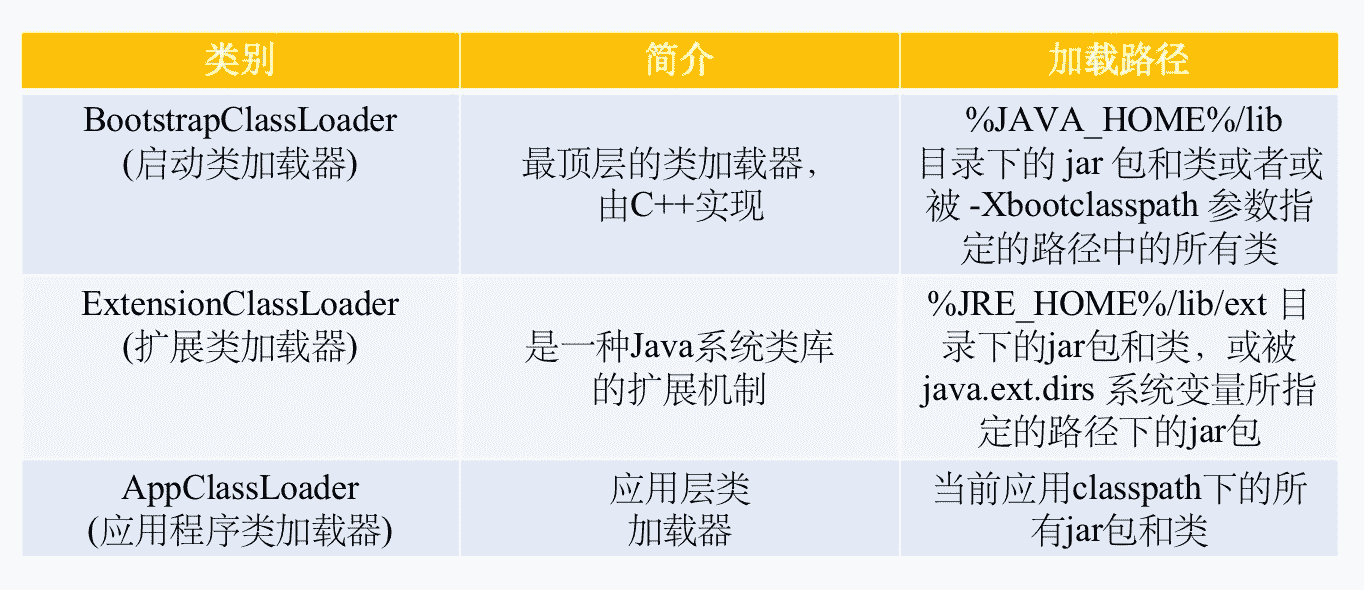 类别
简介
加载路径
BootstrapClassLoader
(启动类加载器)
最顶层的类加载器，
由C++实现
%JAVA_HOME%/lib
目录下的 jar 包和类或者或
被 -Xbootclasspath 参数指
定的路径中的所有类
ExtensionClassLoader
(扩展类加载器)
是一种Java系统类库
的扩展机制
%JRE_HOME%/lib/ext 目
录下的jar包和类，或被
java.ext.dirs 系统变量所指
定的路径下的jar包
AppClassLoader
(应用程序类加载器)
应用层类
加载器
当前应用classpath下的所
有jar包和类